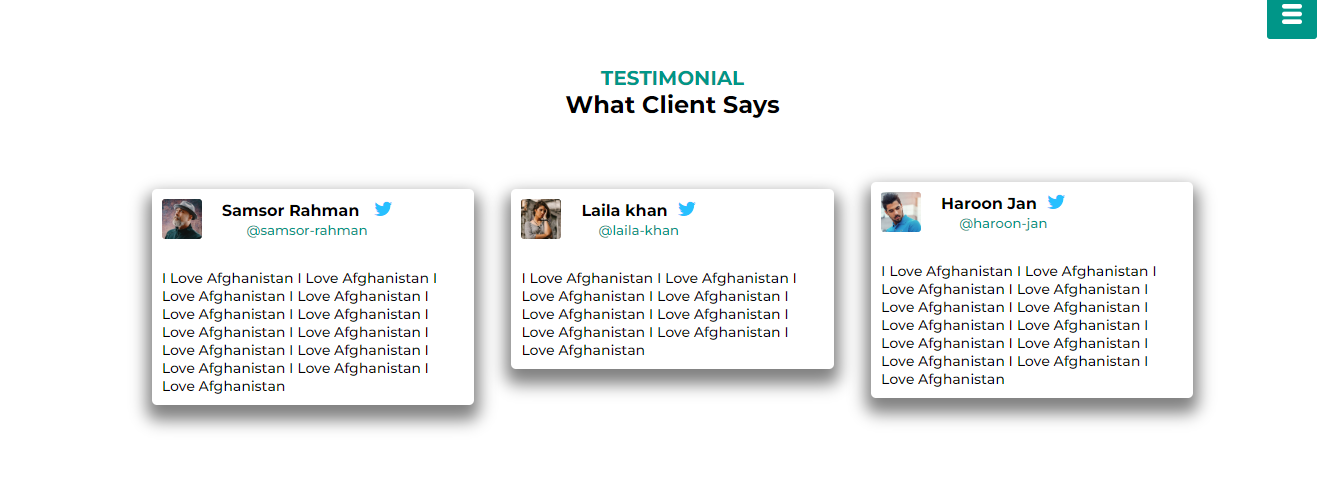 TESTIMONIAL
What Client Says
Samsor Rahman
@samsor-rahman
I Love Afghanistan I Love Afghanistan I
Love Afghanistan I Love Afghanistan I
Love Afghanistan I Love Afghanistan I
Love Afghanistan I Love Afghanistan I
Love Afghanistan I Love Afghanistan I
Love Afghanistan I Love Afghanistan I
Love Afghanistan
Laila khan
@laila-khan
I Love Afghanistan I Love Afghanistan I
Love Afghanistan I Love Afghanistan I
Love Afghanistan I Love Afghanistan I
Love Afghanistan I Love Afghanistan I
Love Afghanistan
Haroon Jan
@haroon-jan
I Love Afghanistan I Love Afghanistan I
Love Afghanistan I Love Afghanistan I
Love Afghanistan I Love Afghanistan I
Love Afghanistan I Love Afghanistan I
Love Afghanistan I Love Afghanistan I
Love Afghanistan I Love Afghanistan I
Love Afghanistan